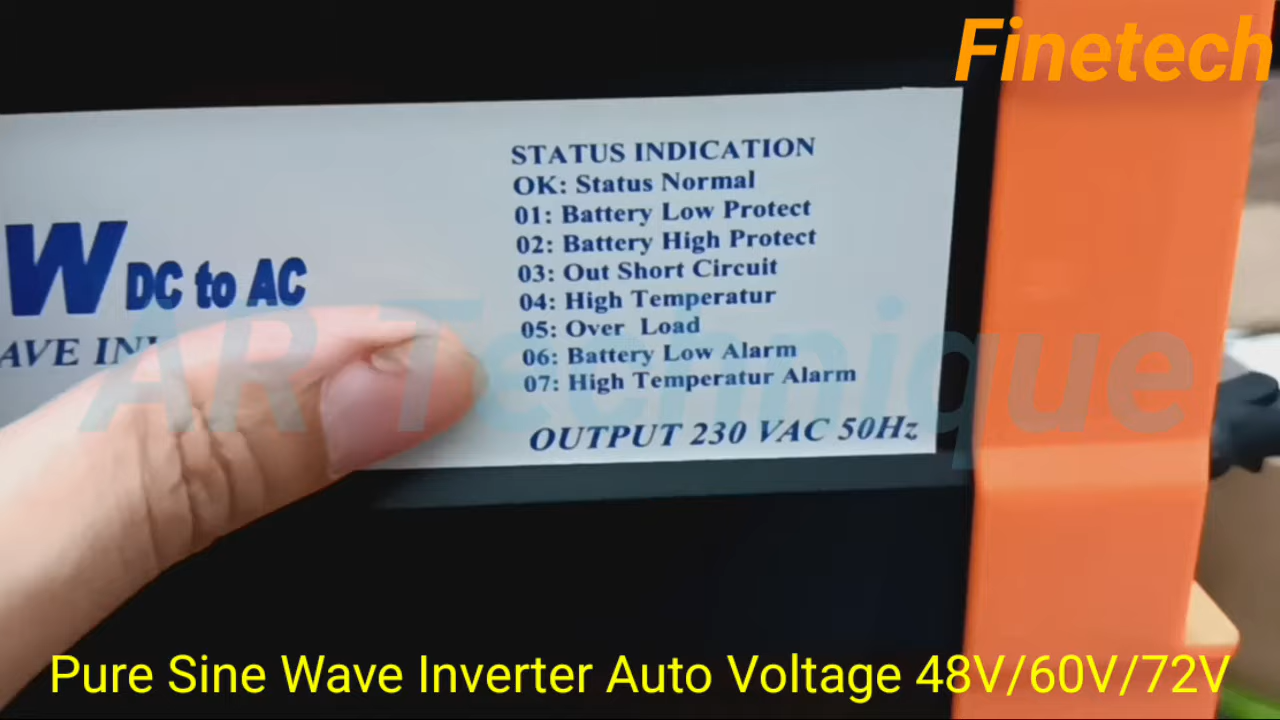 Finetech
STATUS INDICATION
OK: Status Normal
01: Battery Low Protect
02: Battery High Protect
03: Out Short Circuit
04: High Temperatur
05: Over Load
06: Battery Low Alarm
07: High Temperatur Alarm
OUTPUT 230 VAC 50Hz
W DC to AC
AR Technique
Pure Sine Wave Inverter Auto Voltage 48V/60V/72V